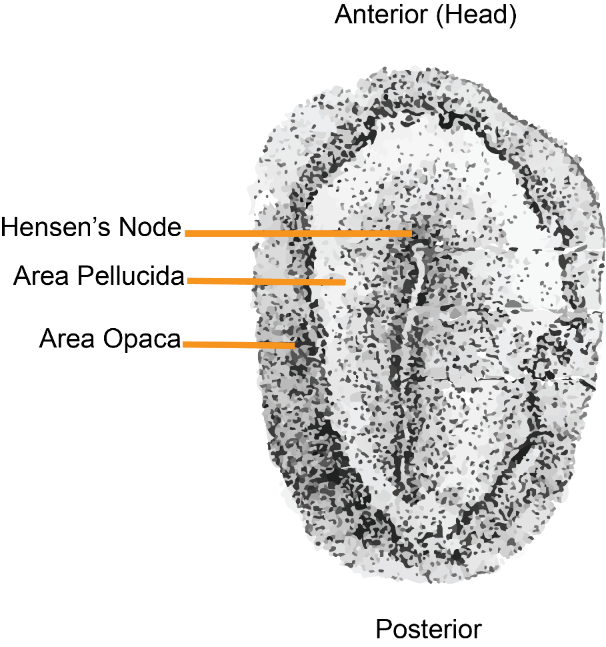 Anterior (Head)
Hensen's Node
Area Pellucida
Area Opaca
Posterior